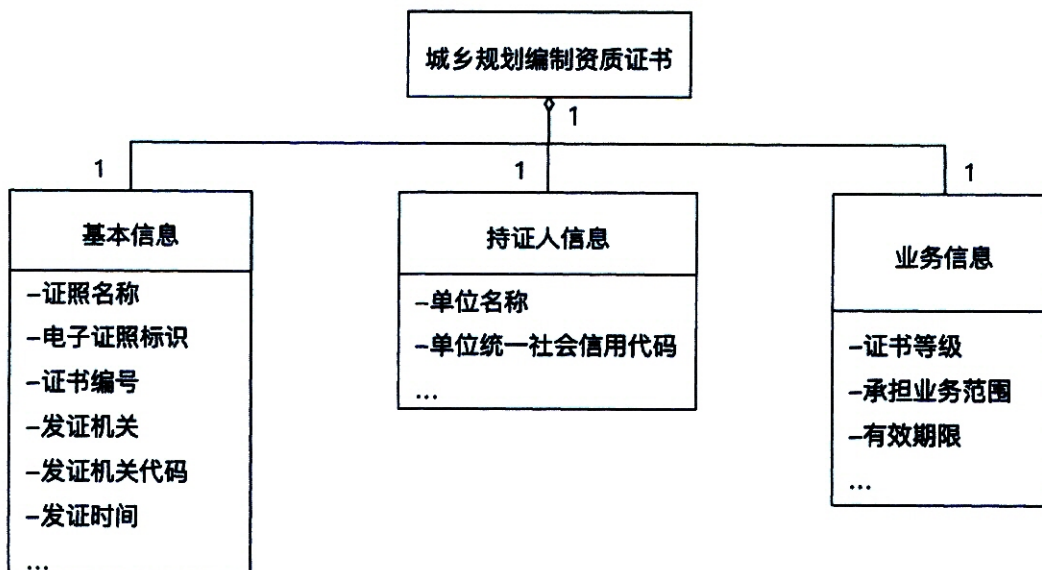 城乡规划编制资质证书
1
1
1
1
基本信息
-证照名称
-电子证照标识
-证书编号
-发证机关
-发证机关代码
-发证时间
...
持证人信息
-单位名称
-单位统一社会信用代码
...
业务信息
-证书等级
-承担业务范围
-有效期限
...